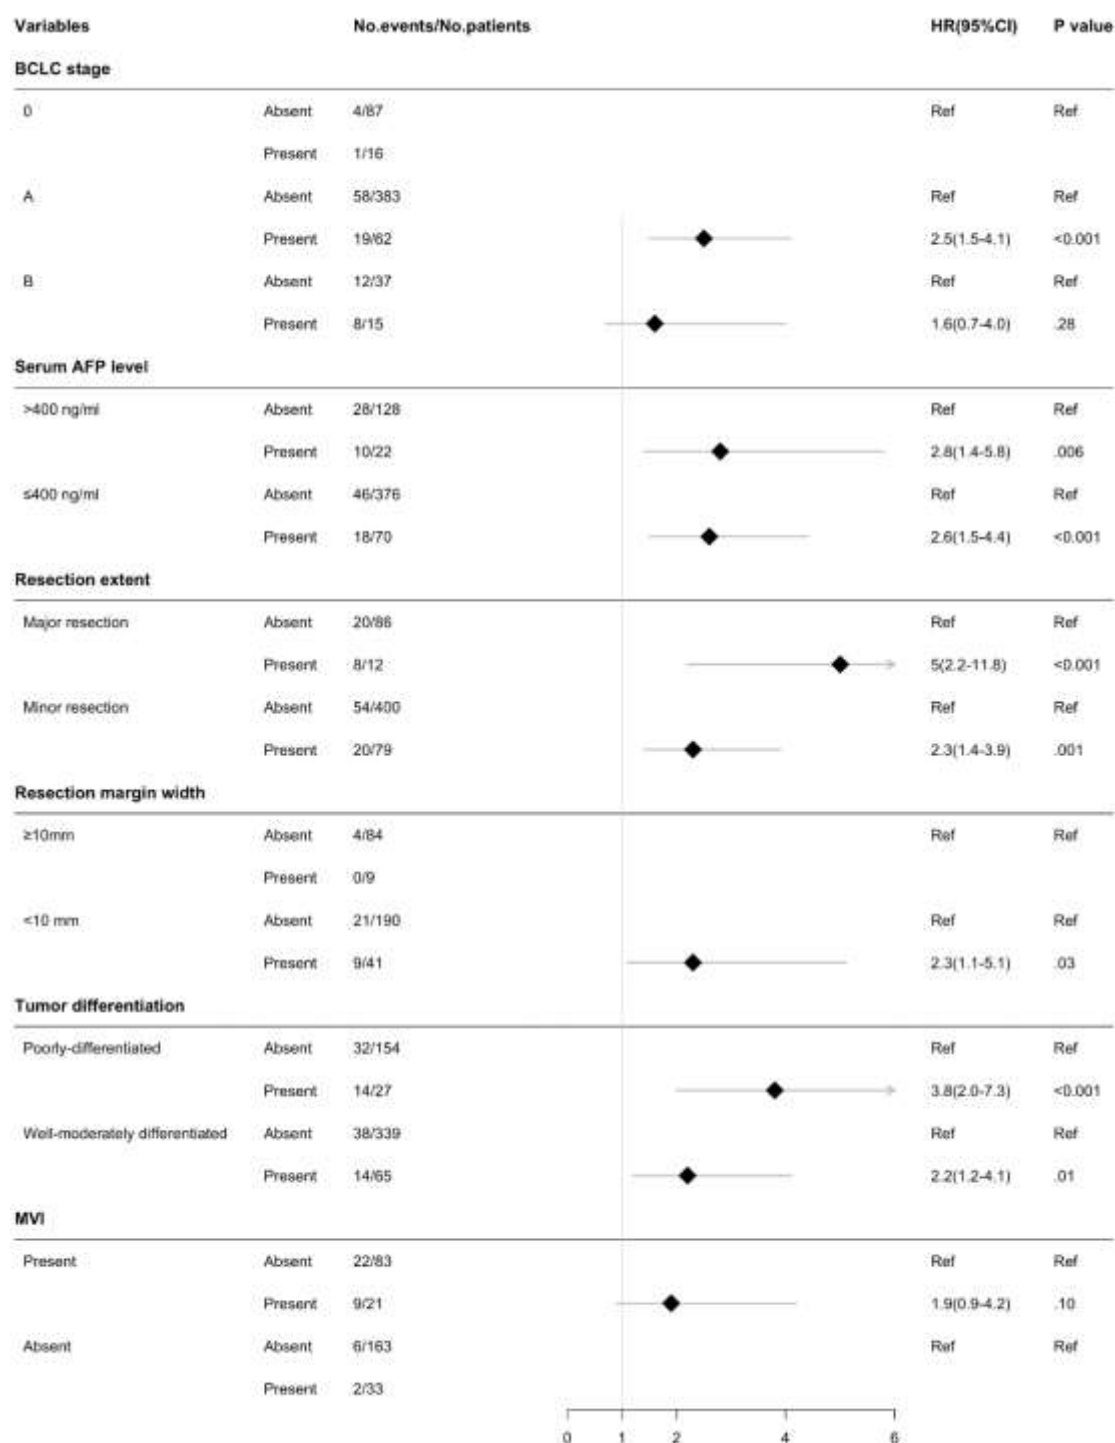 Variables No.events/No.patients HR(95%CI) P value
BCLC stage
0 Absent 4/87 Ref Ref
Present 1/16
A Absent 58/383 Ref Ref
Present 19/62 2.5(1.5-4.1) <0.001
B Absent 12/37 Ref Ref
Present 8/15 1.6(0.7-4.0) .28
Serum AFP level
>400 ng/ml Absent 28/128 Ref Ref
Present 10/22 2.8(1.4-5.8) .006
≤400 ng/ml Absent 46/376 Ref Ref
Present 18/70 2.6(1.5-4.4) <0.001
Resection extent
Major resection Absent 20/86 Ref Ref
Present 8/12 5(2.2-11.8) <0.001
Minor resection Absent 54/400 Ref Ref
Present 20/79 2.3(1.4-3.9) .001
Resection margin width
≥10mm Absent 4/84 Ref Ref
Present 0/9
<10 mm Absent 21/190 Ref Ref
Present 9/41 2.3(1.1-5.1) .03
Tumor differentiation
Poorly-differentiated Absent 32/154 Ref Ref
Present 14/27 3.8(2.0-7.3) <0.001
Well-moderately differentiated Absent 38/339 Ref Ref
Present 14/65 2.2(1.2-4.1) .01
MVI
Present Absent 22/83 Ref Ref
Present 9/21 1.9(0.9-4.2) .10
Absent Absent 6/163 Ref Ref
Present 2/33
0 1 2 4 6